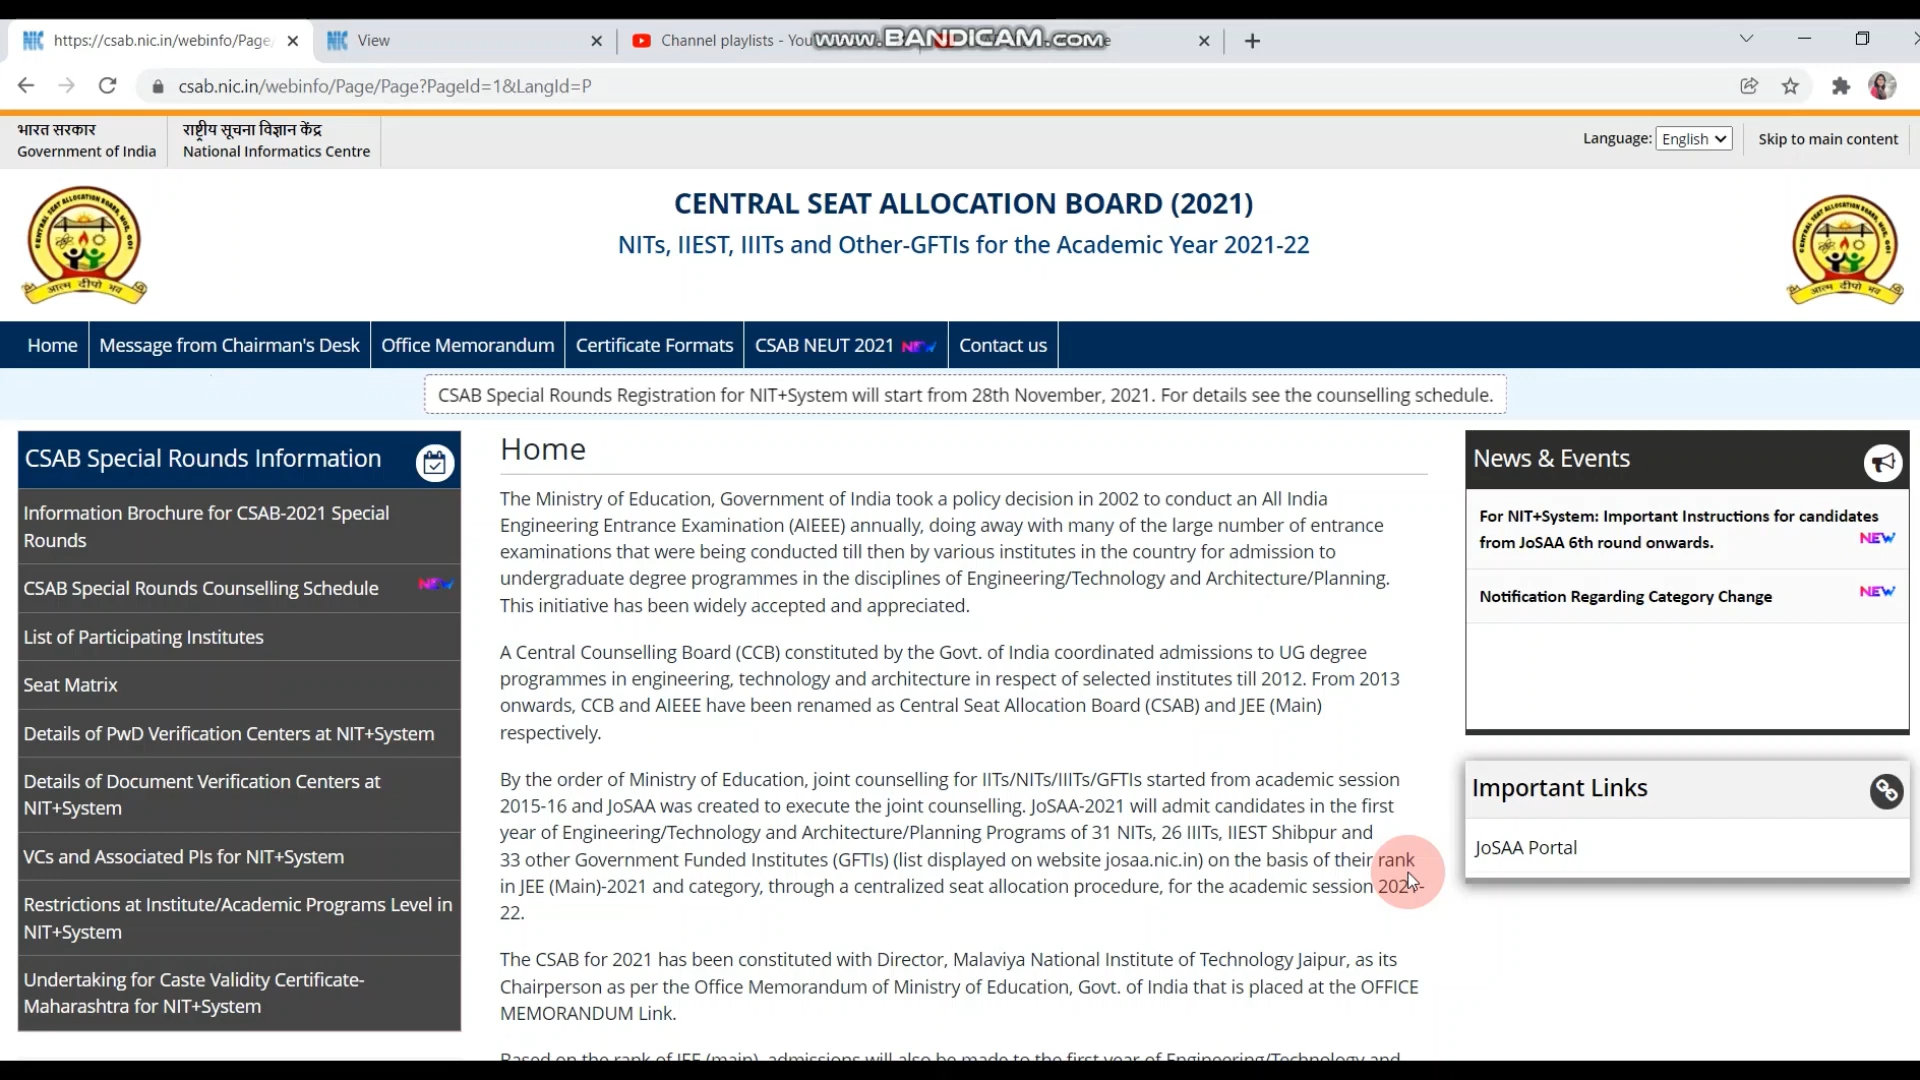 https://csab.nic.in/webinfo/Page/
View
Channel playlists - You
www.BANDICAM.com
csab.nic.in/webinfo/Page/Page?PageId=1&LangId=P
भारत सरकार
Government of India
राष्ट्रीय सूचना विज्ञान केंद्र
National Informatics Centre
Language: English
Skip to main content
CENTRAL SEAT ALLOCATION BOARD (2021)
NITs, IIEST, IIITs and Other-GFTIs for the Academic Year 2021-22
Home
Message from Chairman's Desk
Office Memorandum
Certificate Formats
CSAB NEUT 2021 NEW
Contact us
CSAB Special Rounds Registration for NIT+System will start from 28th November, 2021. For details see the counselling schedule.
CSAB Special Rounds Information
Information Brochure for CSAB-2021 Special
Rounds
CSAB Special Rounds Counselling Schedule NEW
List of Participating Institutes
Seat Matrix
Details of PwD Verification Centers at NIT+System
Details of Document Verification Centers at
NIT+System
VCs and Associated PIs for NIT+System
Restrictions at Institute/Academic Programs Level in
NIT+System
Undertaking for Caste Validity Certificate-
Maharashtra for NIT+System
Home
The Ministry of Education, Government of India took a policy decision in 2002 to conduct an All India
Engineering Entrance Examination (AIEEE) annually, doing away with many of the large number of entrance
examinations that were being conducted till then by various institutes in the country for admission to
undergraduate degree programmes in the disciplines of Engineering/Technology and Architecture/Planning.
This initiative has been widely accepted and appreciated.
A Central Counselling Board (CCB) constituted by the Govt. of India coordinated admissions to UG degree
programmes in engineering, technology and architecture in respect of selected institutes till 2012. From 2013
onwards, CCB and AIEEE have been renamed as Central Seat Allocation Board (CSAB) and JEE (Main)
respectively.
By the order of Ministry of Education, joint counselling for IITs/NITs/IIITs/GFTIs started from academic session
2015-16 and JoSAA was created to execute the joint counselling. JoSAA-2021 will admit candidates in the first
year of Engineering/Technology and Architecture/Planning Programs of 31 NITs, 26 IIITs, IIEST Shibpur and
33 other Government Funded Institutes (GFTIs) (list displayed on website josaa.nic.in) on the basis of their rank
in JEE (Main)-2021 and category, through a centralized seat allocation procedure, for the academic session 2021-
22.
The CSAB for 2021 has been constituted with Director, Malaviya National Institute of Technology Jaipur, as its
Chairperson as per the Office Memorandum of Ministry of Education, Govt. of India that is placed at the OFFICE
MEMORANDUM Link.
Based on the rank of JEE (main), admissions will also be made to the first year of Engineering/Technology and
News & Events
For NIT+System: Important Instructions for candidates
from JoSAA 6th round onwards. NEW
Notification Regarding Category Change NEW
Important Links
JoSAA Portal